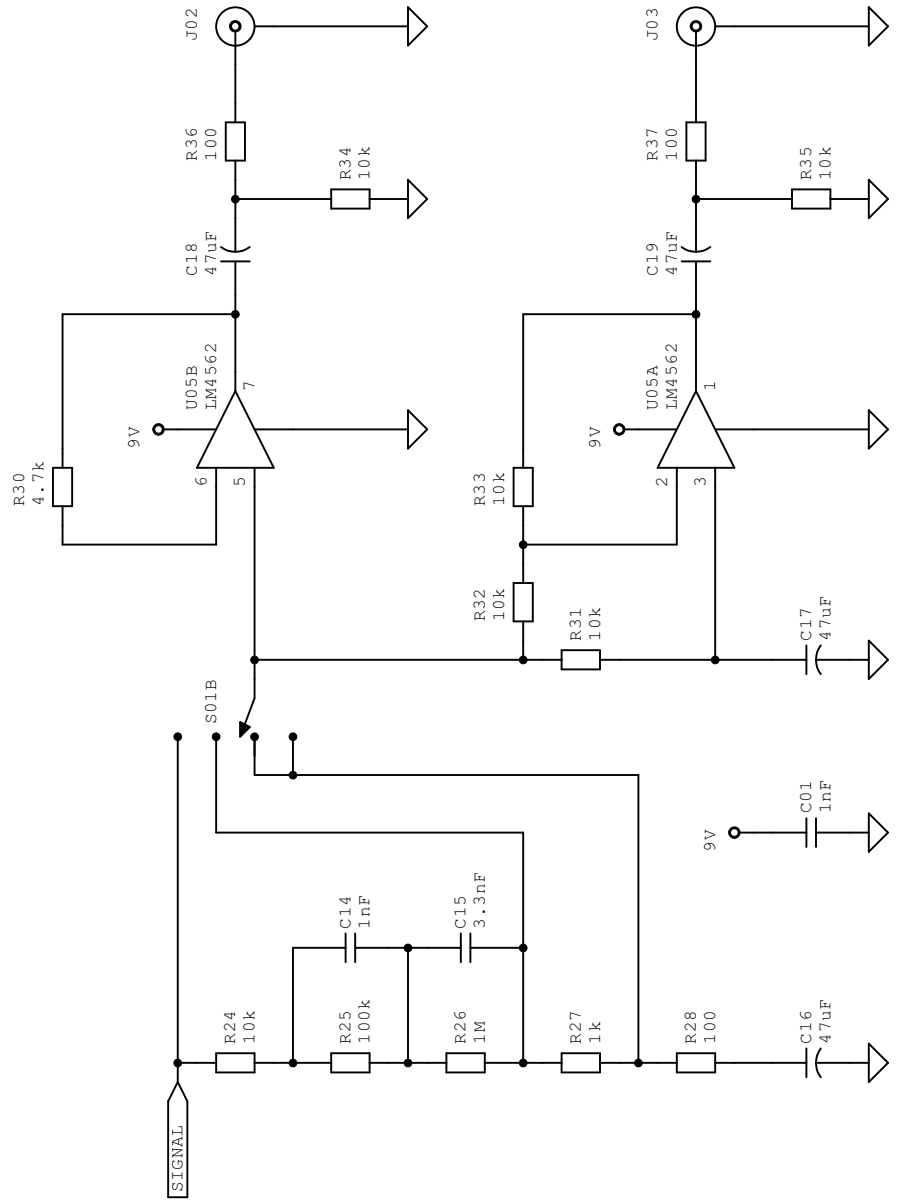 J02
J03
R36
100
R34
10k
R37
100
R35
10k
C18
47uF
C19
47uF
U05B
LM4562
7
9V
6
5
R30
4.7k
U05A
LM4562
1
9V
2
3
R33
10k
R32
10k
R31
10k
C17
47uF
S01B
9V
C01
1nF
C14
1nF
C15
3.3nF
R24
10k
R25
100k
R26
1M
R27
1k
R28
100
C16
47uF
SIGNAL